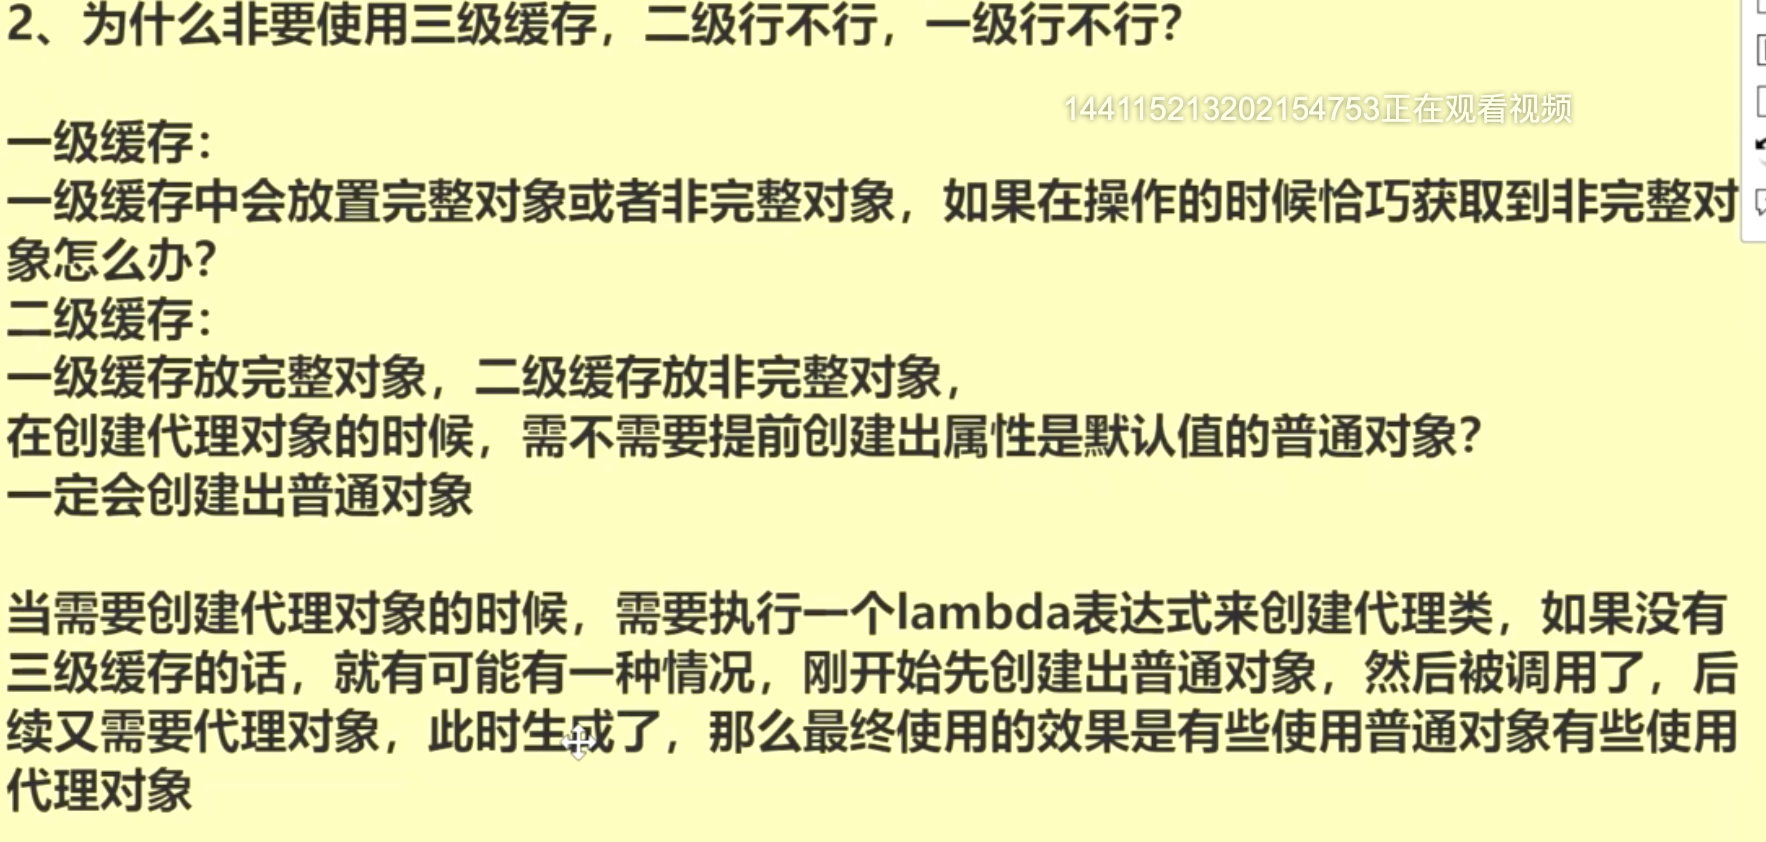 2、为什么非要使用三级缓存，二级行不行，一级行不行?
144115213202154753正在观看视频
一级缓存：
一级缓存中会放置完整对象或者非完整对象，如果在操作的时候恰巧获取到非完整对
象怎么办?
二级缓存：
一级缓存放完整对象，二级缓存放非完整对象，
在创建代理对象的时候，需不需要提前创建出属性是默认值的普通对象?
一定会创建出普通对象
当需要创建代理对象的时候，需要执行一个lambda表达式来创建代理类，如果没有
三级缓存的话，就有可能有一种情况，刚开始先创建出普通对象，然后被调用了，后
续又需要代理对象，此时生成了，那么最终使用的效果是有些使用普通对象有些使用
代理对象